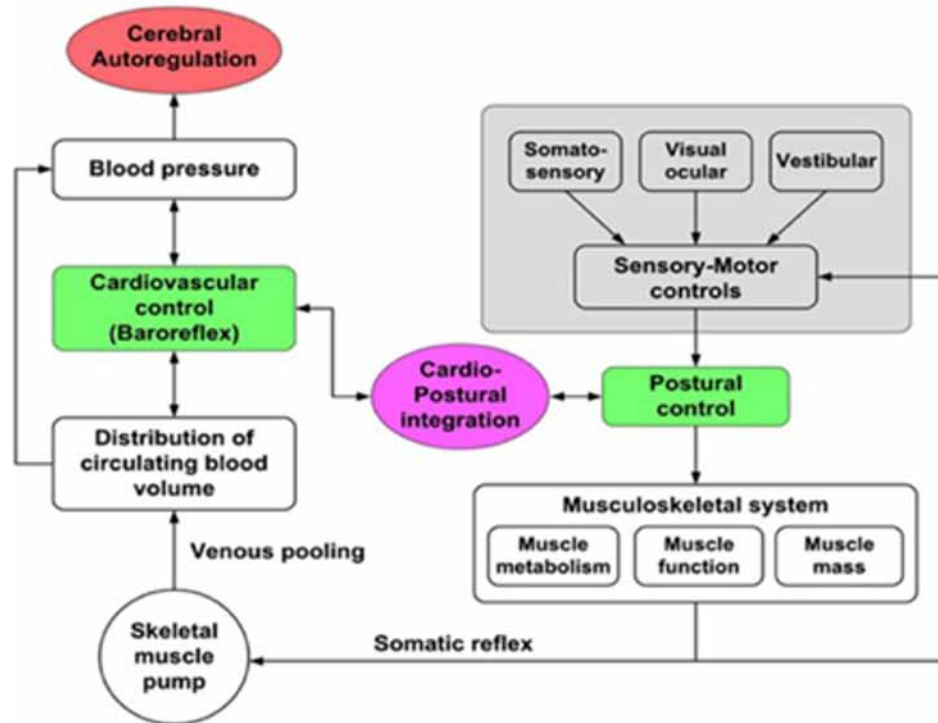 Cerebral
Autoregulation
Blood pressure
Somato-
sensory
Visual
ocular
Vestibular
Sensory-Motor
controls
Cardiovascular
control
(Baroreflex)
Cardio-
Postural
integration
Postural
control
Distribution of
circulating blood
volume
Musculoskeletal system
Muscle
metabolism
Muscle
function
Muscle
mass
Venous pooling
Skeletal
muscle
pump
Somatic reflex